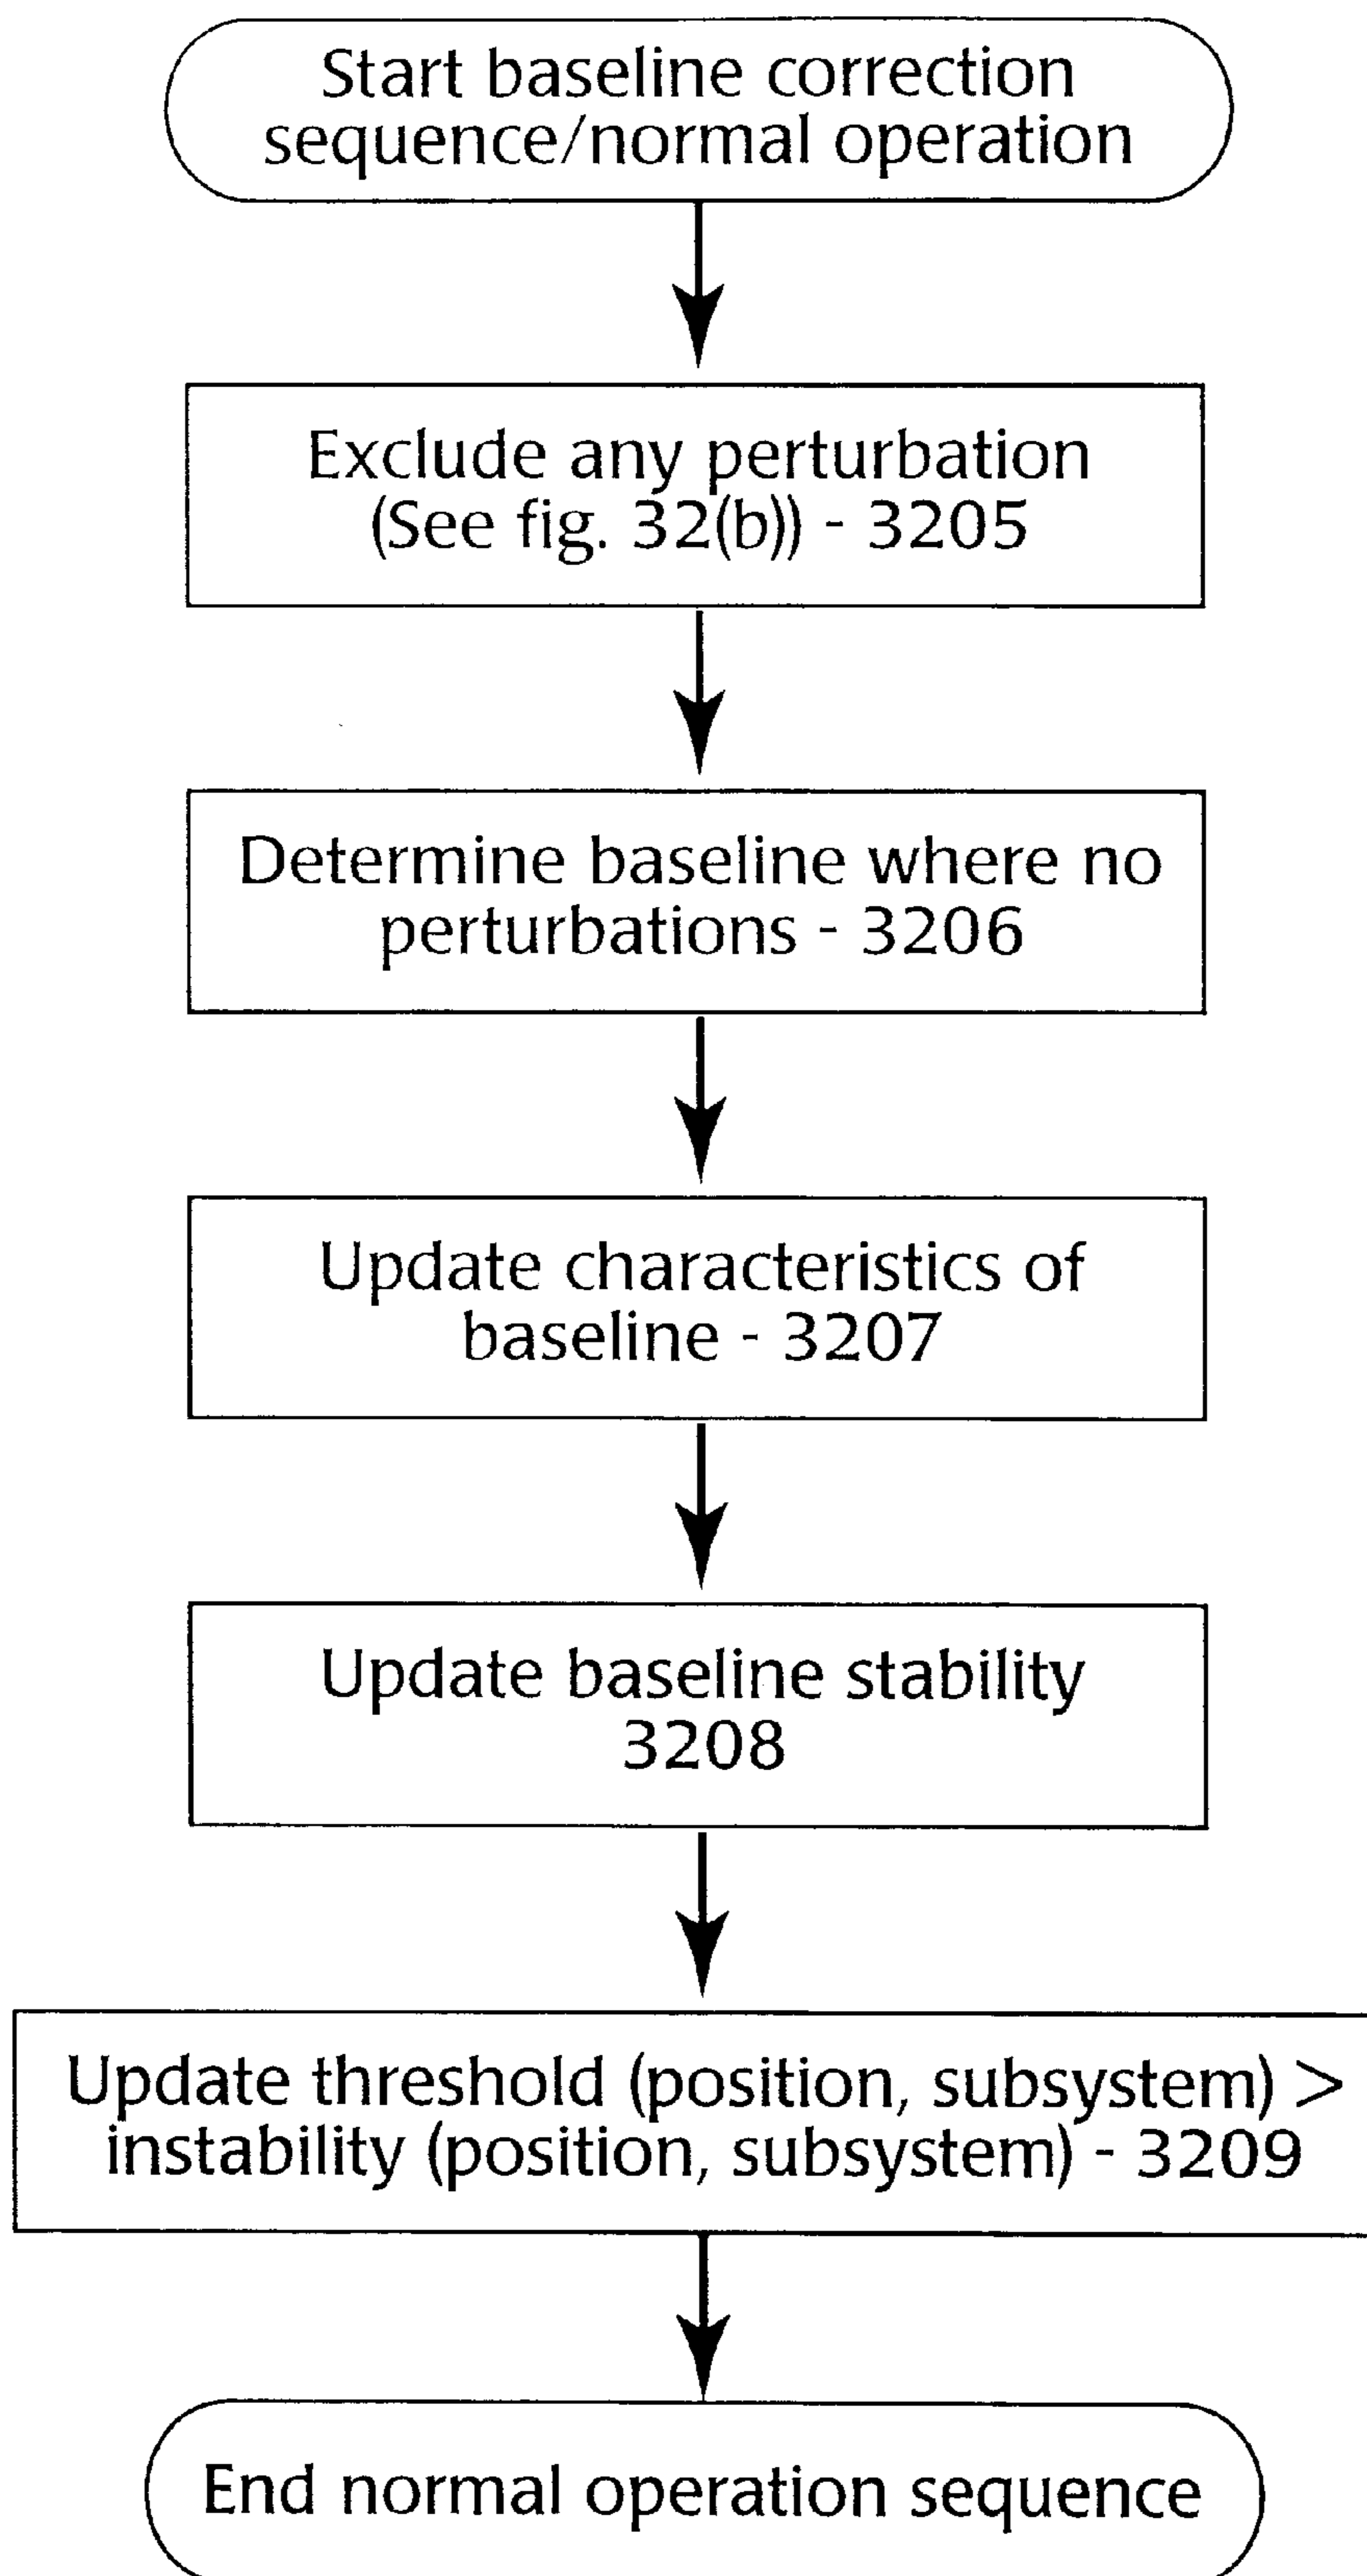 Start baseline correction
sequence/normal operation
Exclude any perturbation
(See fig. 32(b)) - 3205
Determine baseline where no
perturbations - 3206
Update characteristics of
baseline - 3207
Update baseline stability
3208
Update threshold (position, subsystem) >
instability (position, subsystem) - 3209
End normal operation sequence